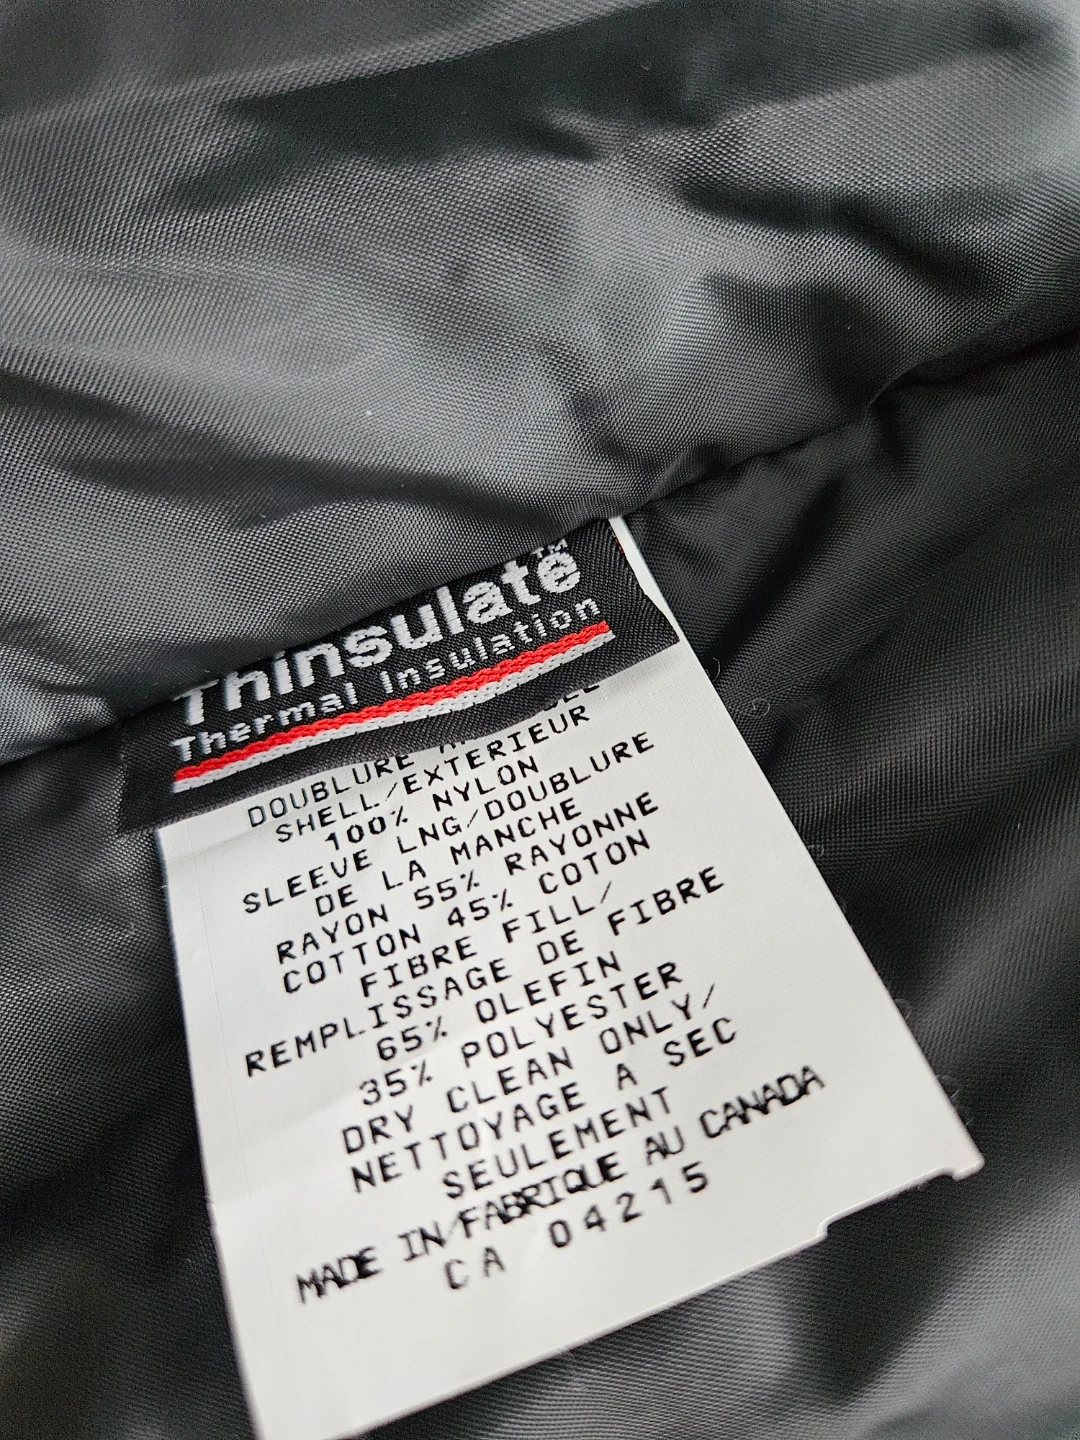 Thinsulate™
Thermal Insulation
DOUBLURE
SHELL/EXTERIEUR
100% NYLON
SLEEVE LNG/DOUBLURE
DE LA MANCHE
RAYON 55% RAYONNE
COTTON 45% COTON
FIBRE FILL/
REMPLISSAGE DE FIBRE
65% OLEFIN
35% POLYESTER
DRY CLEAN ONLY/
NETTOYAGE A SEC
SEULEMENT
MADE IN/FABRIQUE AU CANADA
CA 04215